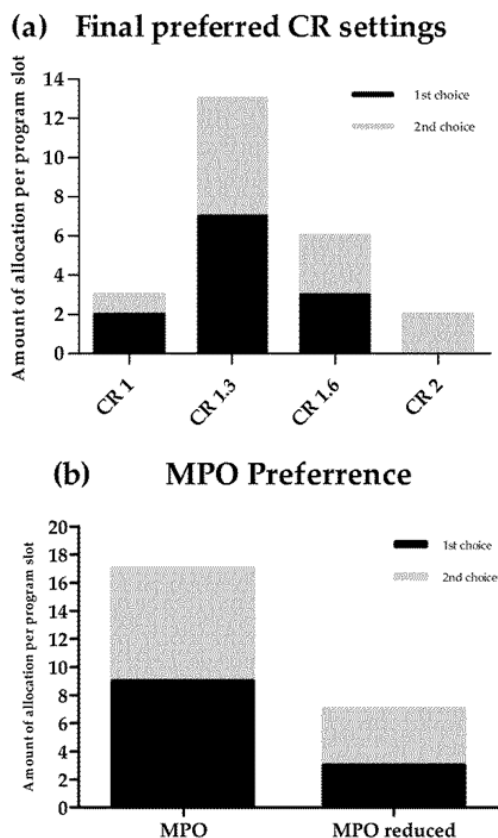 (a) Final preferred CR settings
Amount of allocation per program slot
14
12
10
8
6
4
2
0
1st choice
2nd choice
CR 1
CR 1.3
CR 1.6
CR 2
(b) MPO Preferrence
Amount of allocation per program slot
20
18
16
14
12
10
8
6
4
2
0
1st choice
2nd choice
MPO
MPO reduced